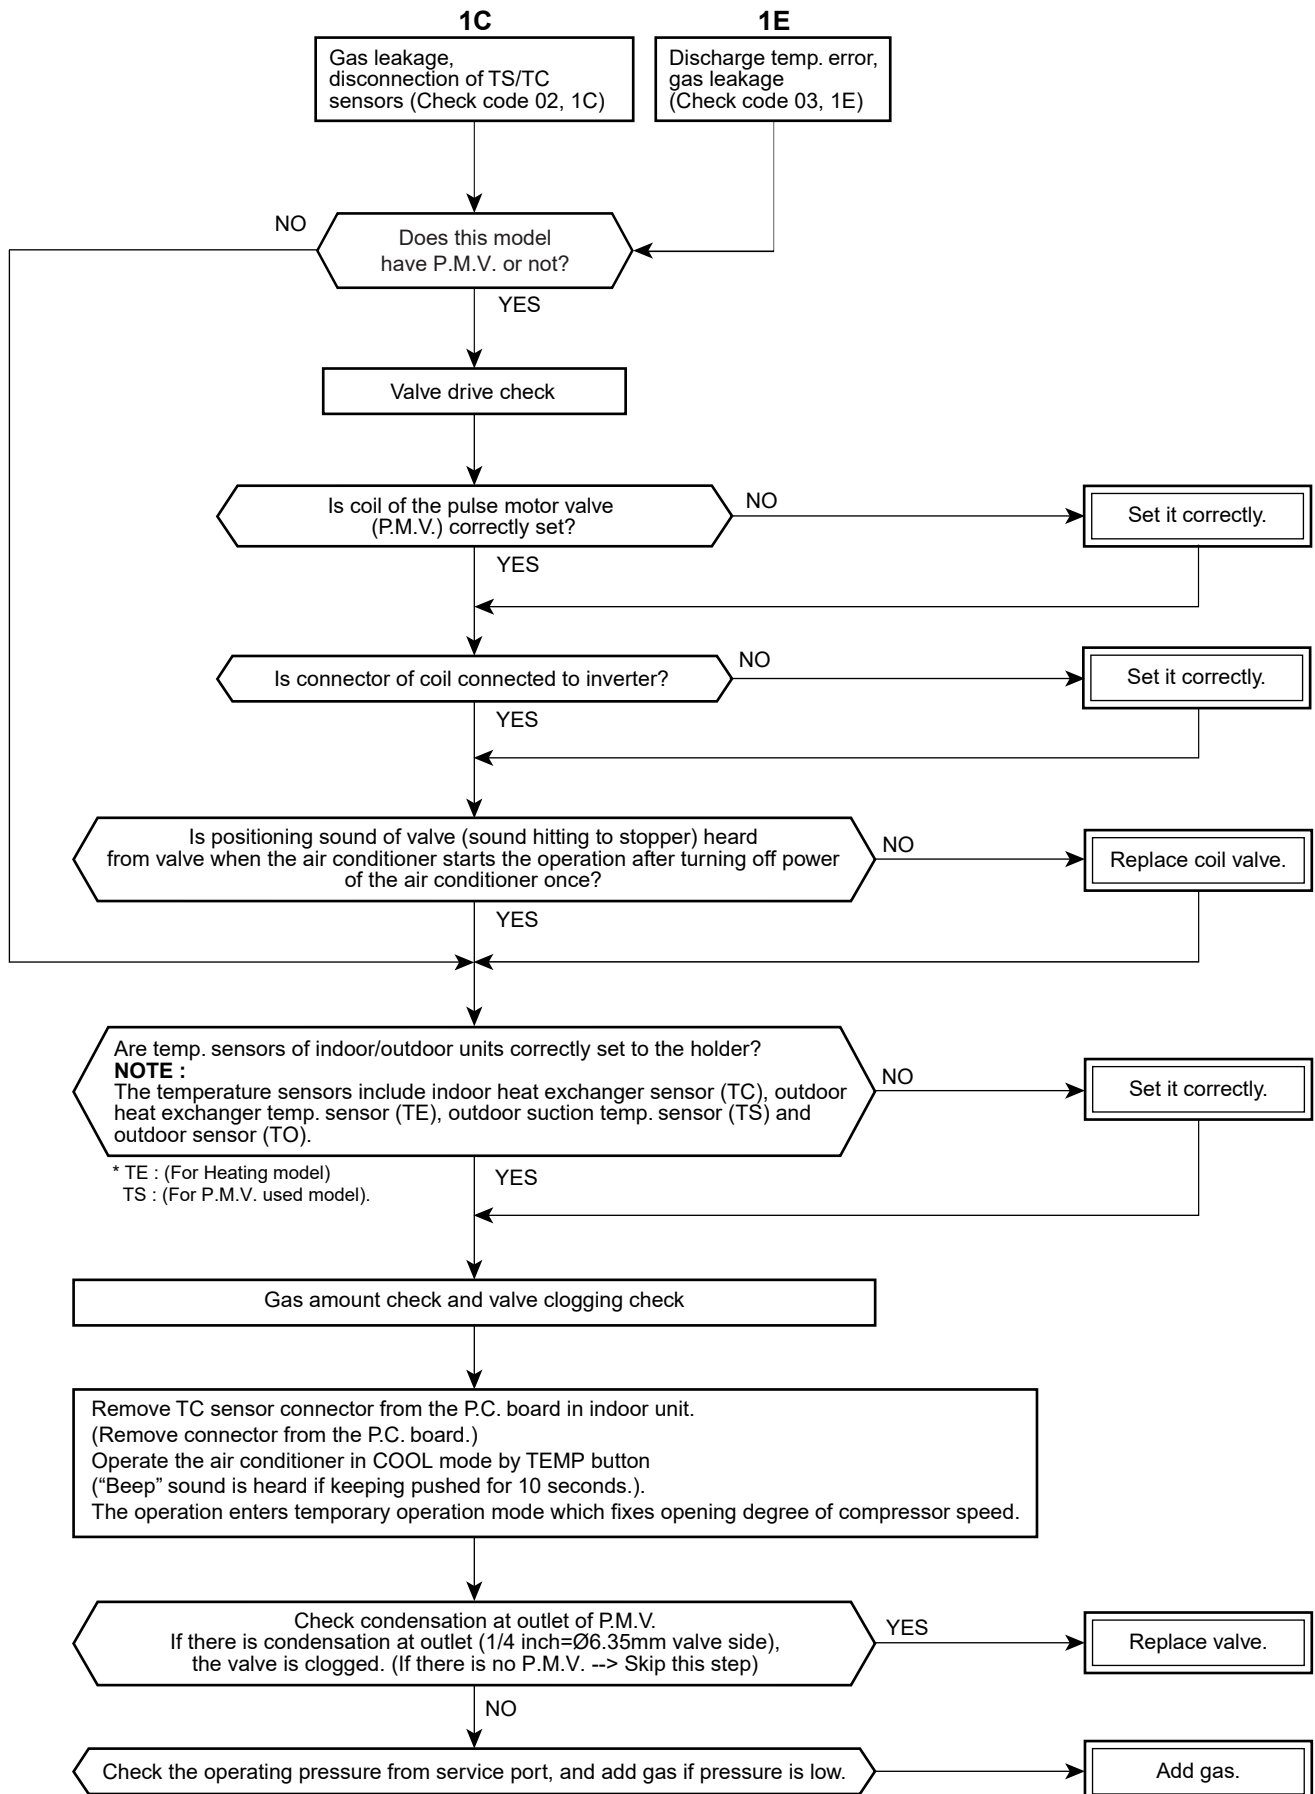 1C
1E
Gas leakage,
disconnection of TS/TC
sensors (Check code 02, 1C)
Discharge temp. error,
gas leakage
(Check code 03, 1E)
NO
Does this model
have P.M.V. or not?
YES
Valve drive check
Is coil of the pulse motor valve
(P.M.V.) correctly set?
NO
Set it correctly.
YES
Is connector of coil connected to inverter?
NO
Set it correctly.
YES
Is positioning sound of valve (sound hitting to stopper) heard
from valve when the air conditioner starts the operation after turning off power
of the air conditioner once?
NO
Replace coil valve.
YES
Are temp. sensors of indoor/outdoor units correctly set to the holder?
NOTE :
The temperature sensors include indoor heat exchanger sensor (TC), outdoor
heat exchanger temp. sensor (TE), outdoor suction temp. sensor (TS) and
outdoor sensor (TO).
NO
Set it correctly.
* TE : (For Heating model)
TS : (For P.M.V. used model).
YES
Gas amount check and valve clogging check
Remove TC sensor connector from the P.C. board in indoor unit.
(Remove connector from the P.C. board.)
Operate the air conditioner in COOL mode by TEMP button
(“Beep” sound is heard if keeping pushed for 10 seconds.).
The operation enters temporary operation mode which fixes opening degree of compressor speed.
Check condensation at outlet of P.M.V.
If there is condensation at outlet (1/4 inch=Ø6.35mm valve side),
the valve is clogged. (If there is no P.M.V. --> Skip this step)
YES
Replace valve.
NO
Check the operating pressure from service port, and add gas if pressure is low.
Add gas.